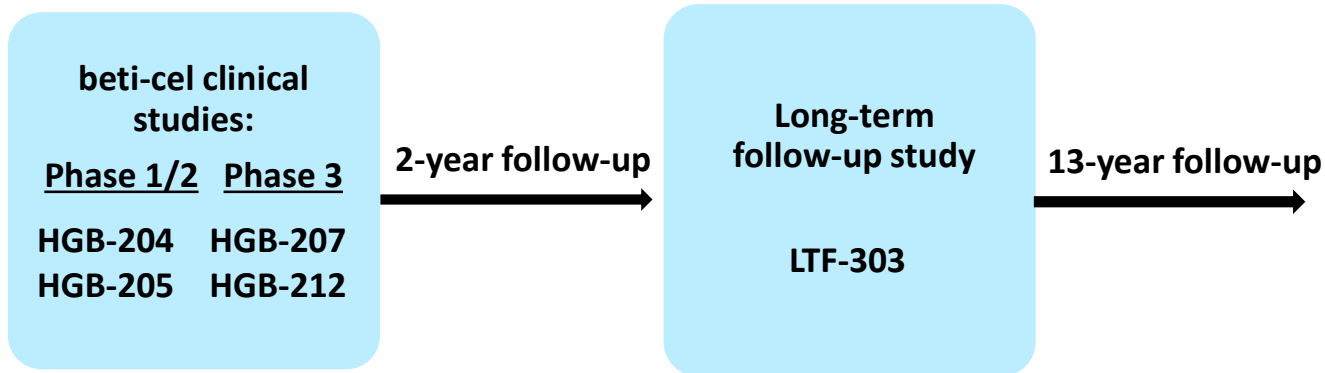 beti-cel clinical
studies:
Phase 1/2 Phase 3
HGB-204 HGB-207
HGB-205 HGB-212
2-year follow-up
Long-term
follow-up study
LTF-303
13-year follow-up